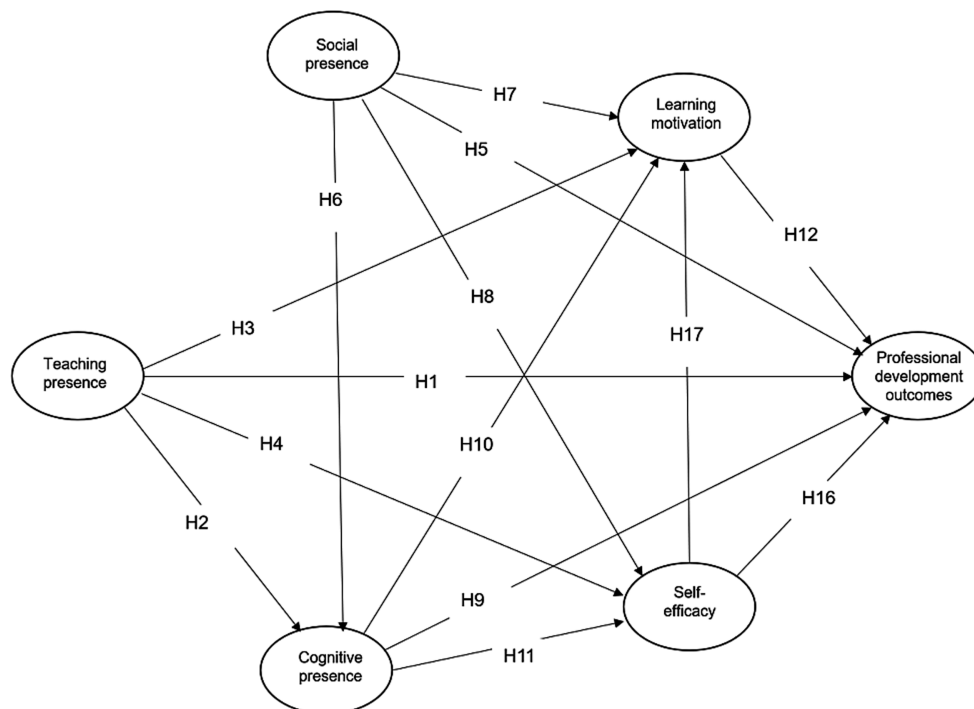 Social
presence
H7
Learning
motivation
H5
H6
H12
H8
H3
H17
Teaching
presence
H1
Professional
development
outcomes
H4
H10
H16
H2
Self-
efficacy
H9
H11
Cognitive
presence